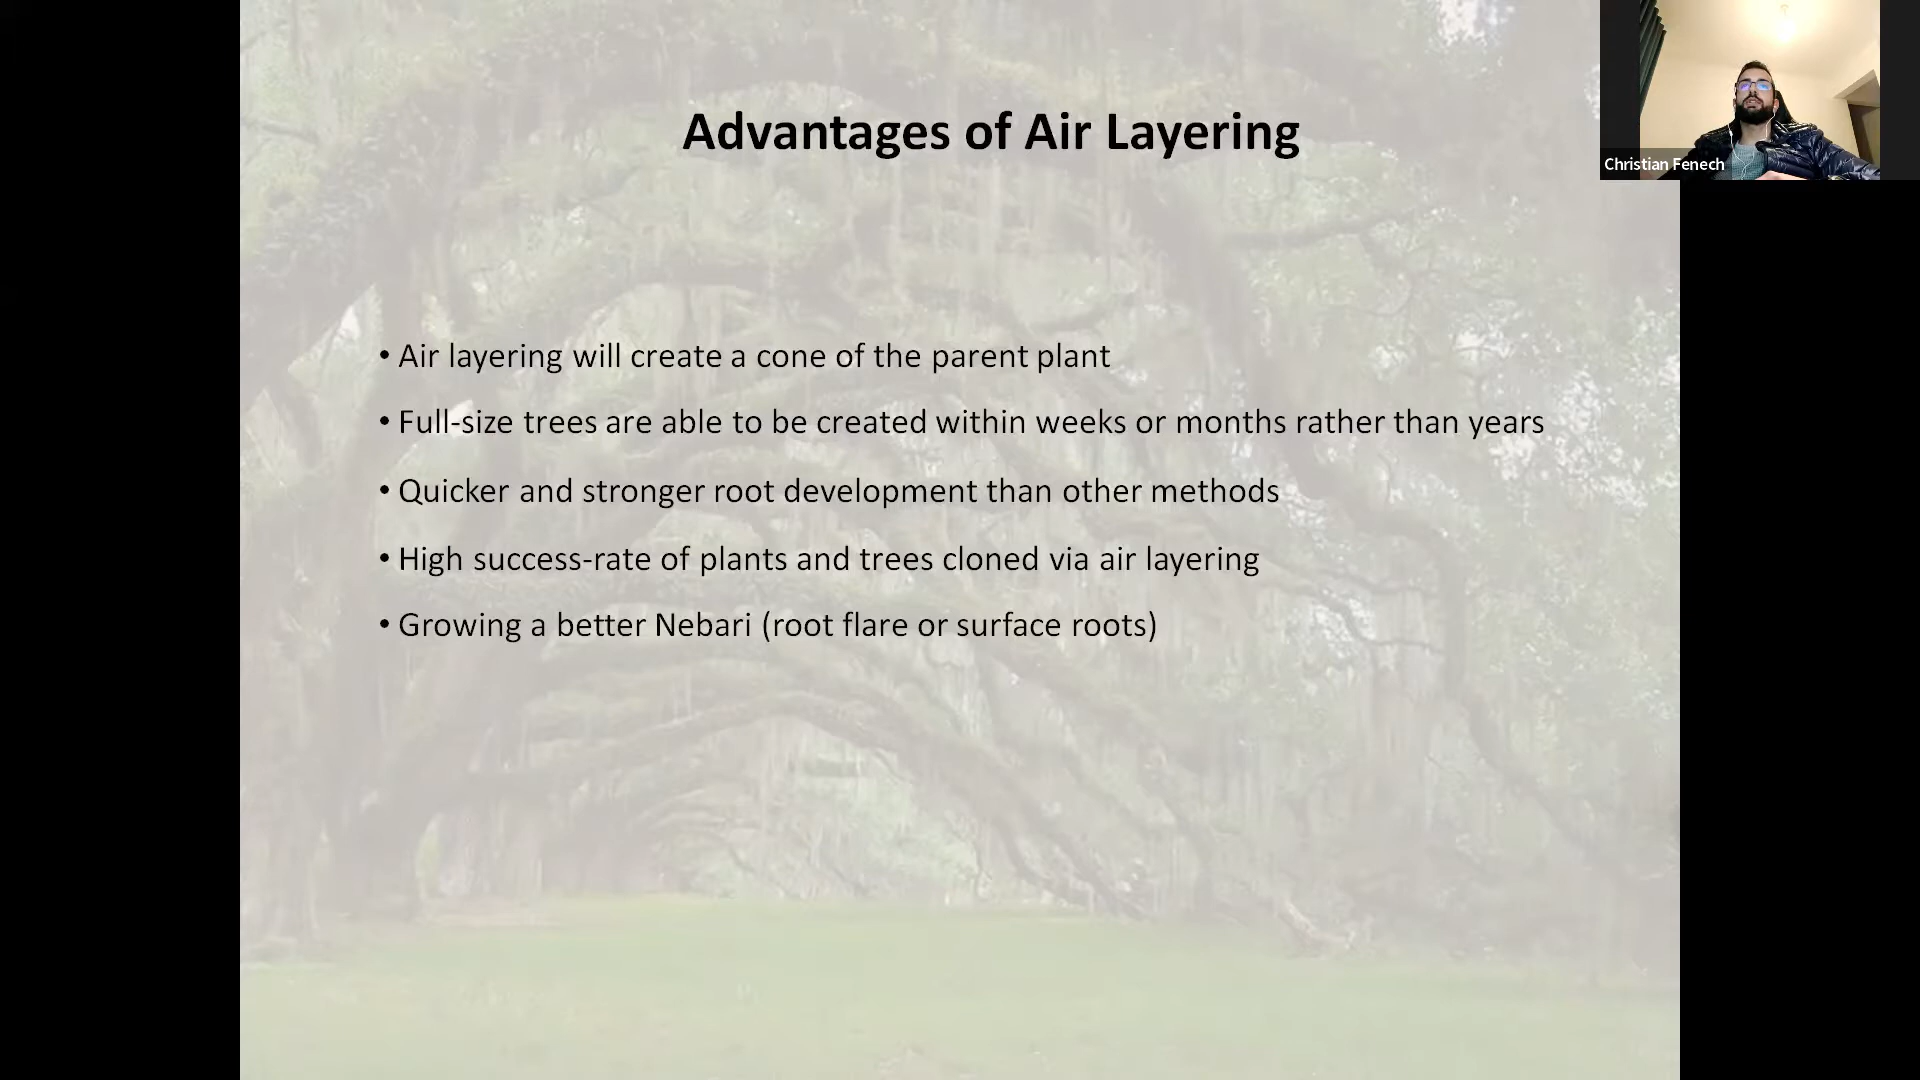 Advantages of Air Layering
Christian Fenech
• Air layering will create a cone of the parent plant
• Full-size trees are able to be created within weeks or months rather than years
• Quicker and stronger root development than other methods
• High success-rate of plants and trees cloned via air layering
• Growing a better Nebari (root flare or surface roots)